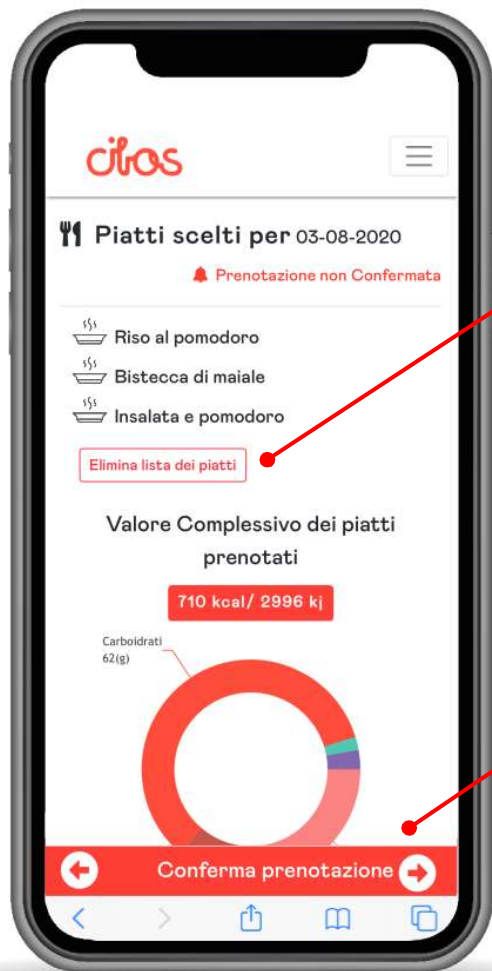 cibos
Piatti scelti per 03-08-2020
Prenotazione non Confermata
Riso al pomodoro
Bistecca di maiale
Insalata e pomodoro
Elimina lista dei piatti
Valore Complessivo dei piatti
prenotati
710 kcal/ 2996 kj
Carboidrati
62(g)
Conferma prenotazione